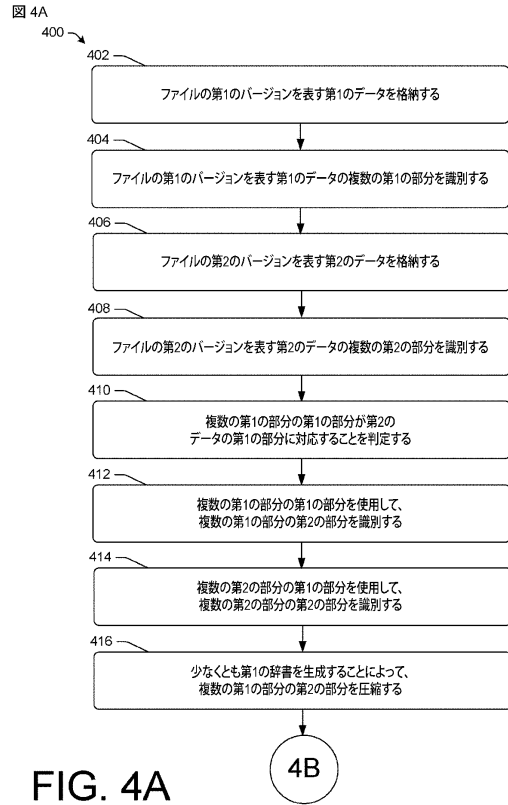 図 4A
400
402
ファイルの第1のバージョンを表す第1のデータを格納する
404
ファイルの第1のバージョンを表す第1のデータの複数の第1の部分を識別する
406
ファイルの第2のバージョンを表す第2のデータを格納する
408
ファイルの第2のバージョンを表す第2のデータの複数の第2の部分を識別する
410
複数の第1の部分の第1の部分が第2の
データの第1の部分に対応することを判定する
412
複数の第1の部分の第1の部分を使用して、
複数の第1の部分の第2の部分を識別する
414
複数の第2の部分の第1の部分を使用して、
複数の第2の部分の第2の部分を識別する
416
少なくとも第1の辞書を生成することによって、
複数の第1の部分の第2の部分を圧縮する
4B
FIG. 4A